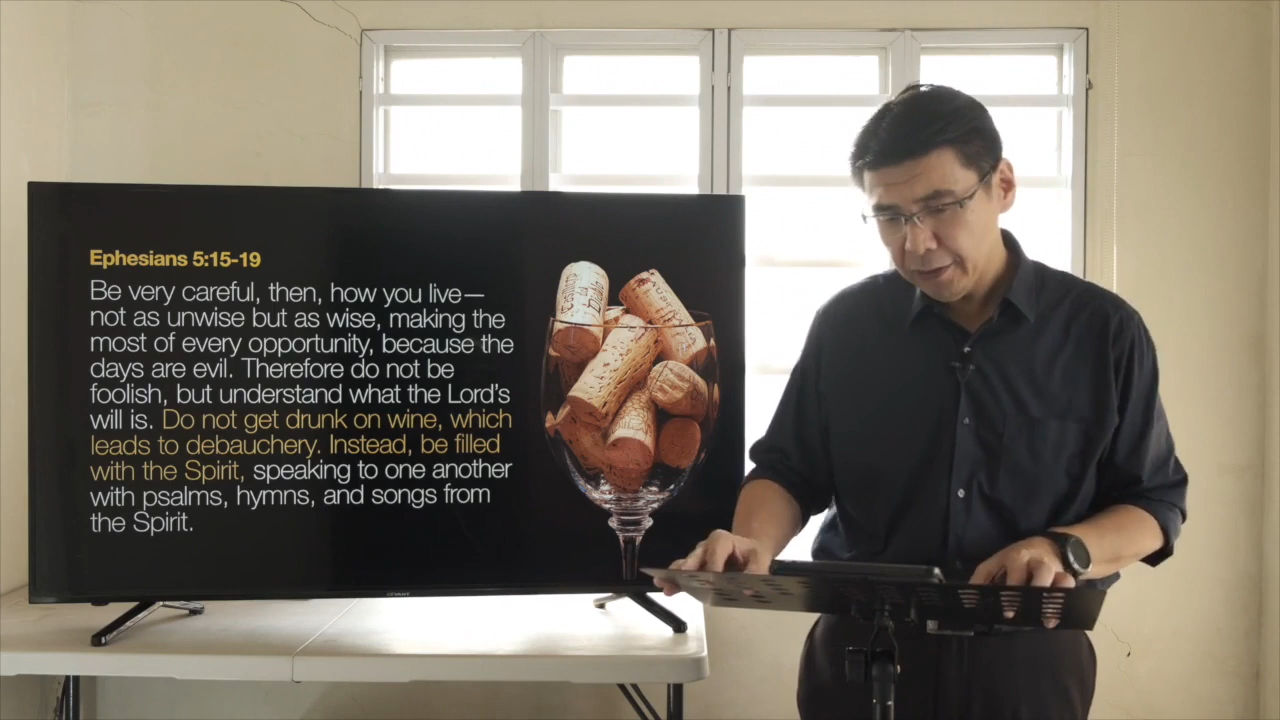 Ephesians 5:15-19
Be very careful, then, how you live—
not as unwise but as wise, making the
most of every opportunity, because the
days are evil. Therefore do not be
foolish, but understand what the Lord's
will is. Do not get drunk on wine, which
leads to debauchery. Instead, be filled
with the Spirit, speaking to one another
with psalms, hymns, and songs from
the Spirit.